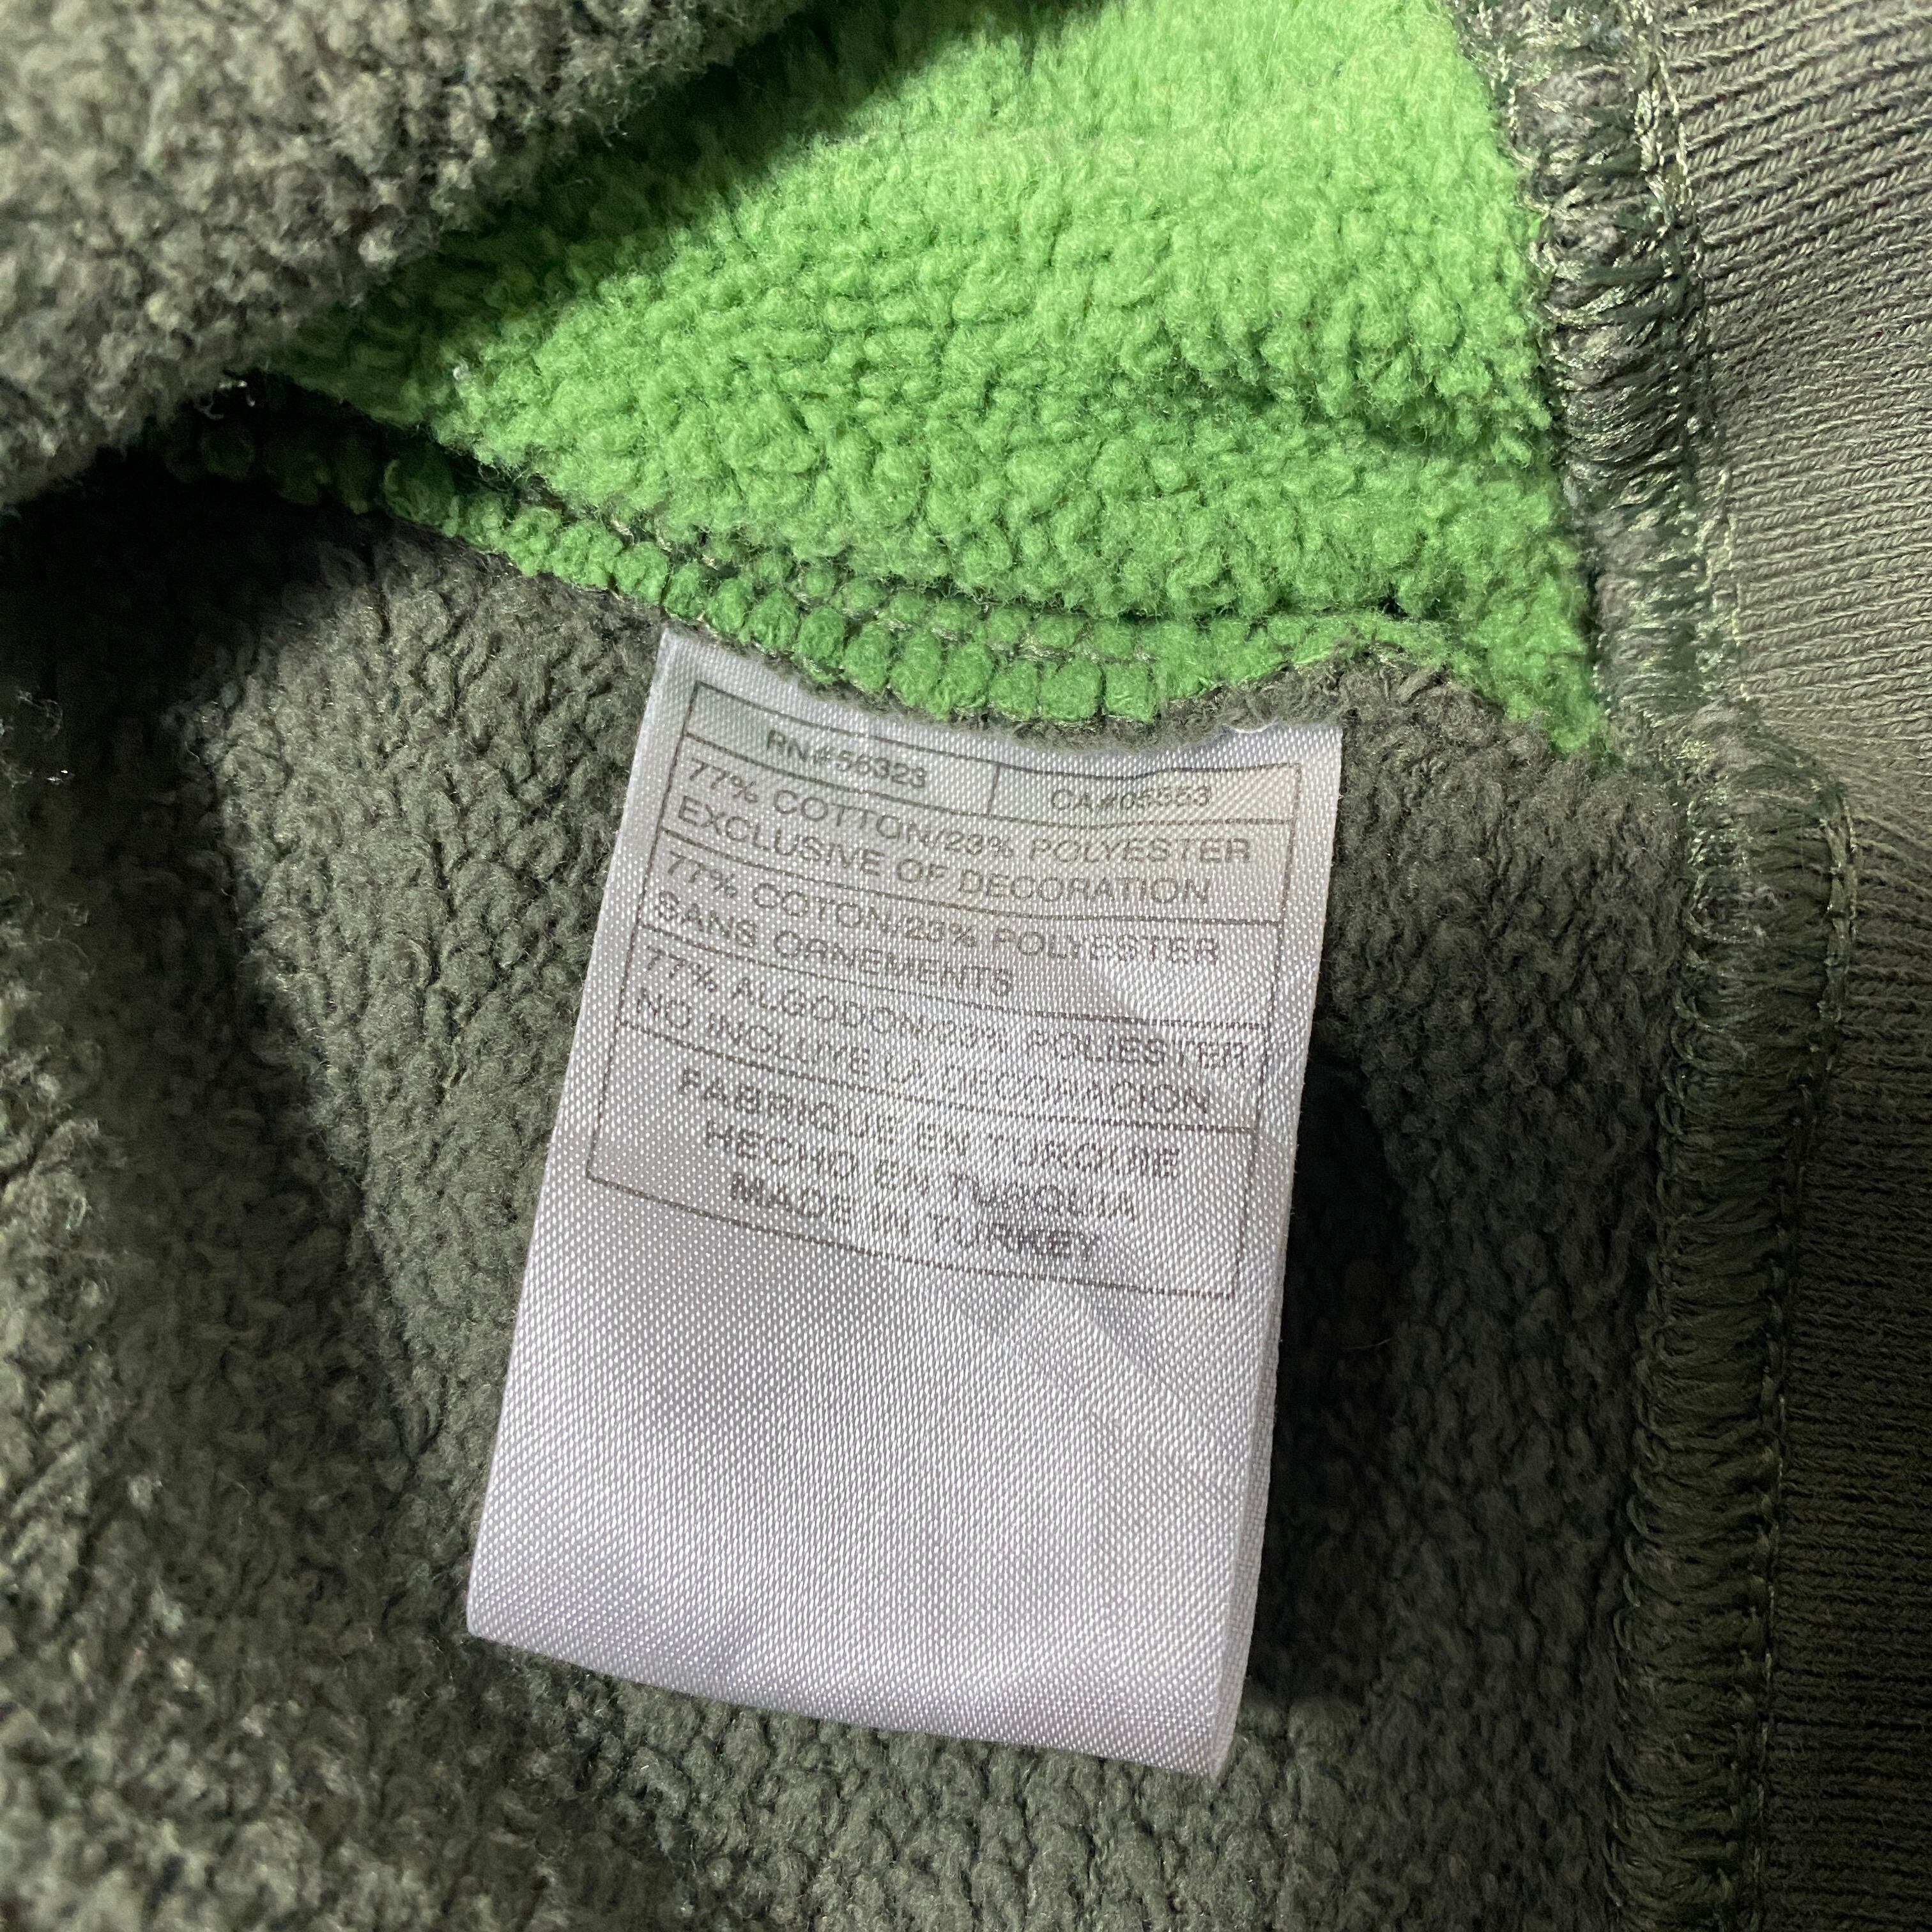 RN#56323 CA#05553
77% COTTON/23% POLYESTER
EXCLUSIVE OF DECORATION
77% COTON/23% POLYESTER
SANS ORNEMENTS
77% ALGODON/23% POLIESTER
NO INCLUYE LA DECORACION
FABRIQUE EN TURQUIE
HECHO EN TURQUIA
MADE IN TURKEY